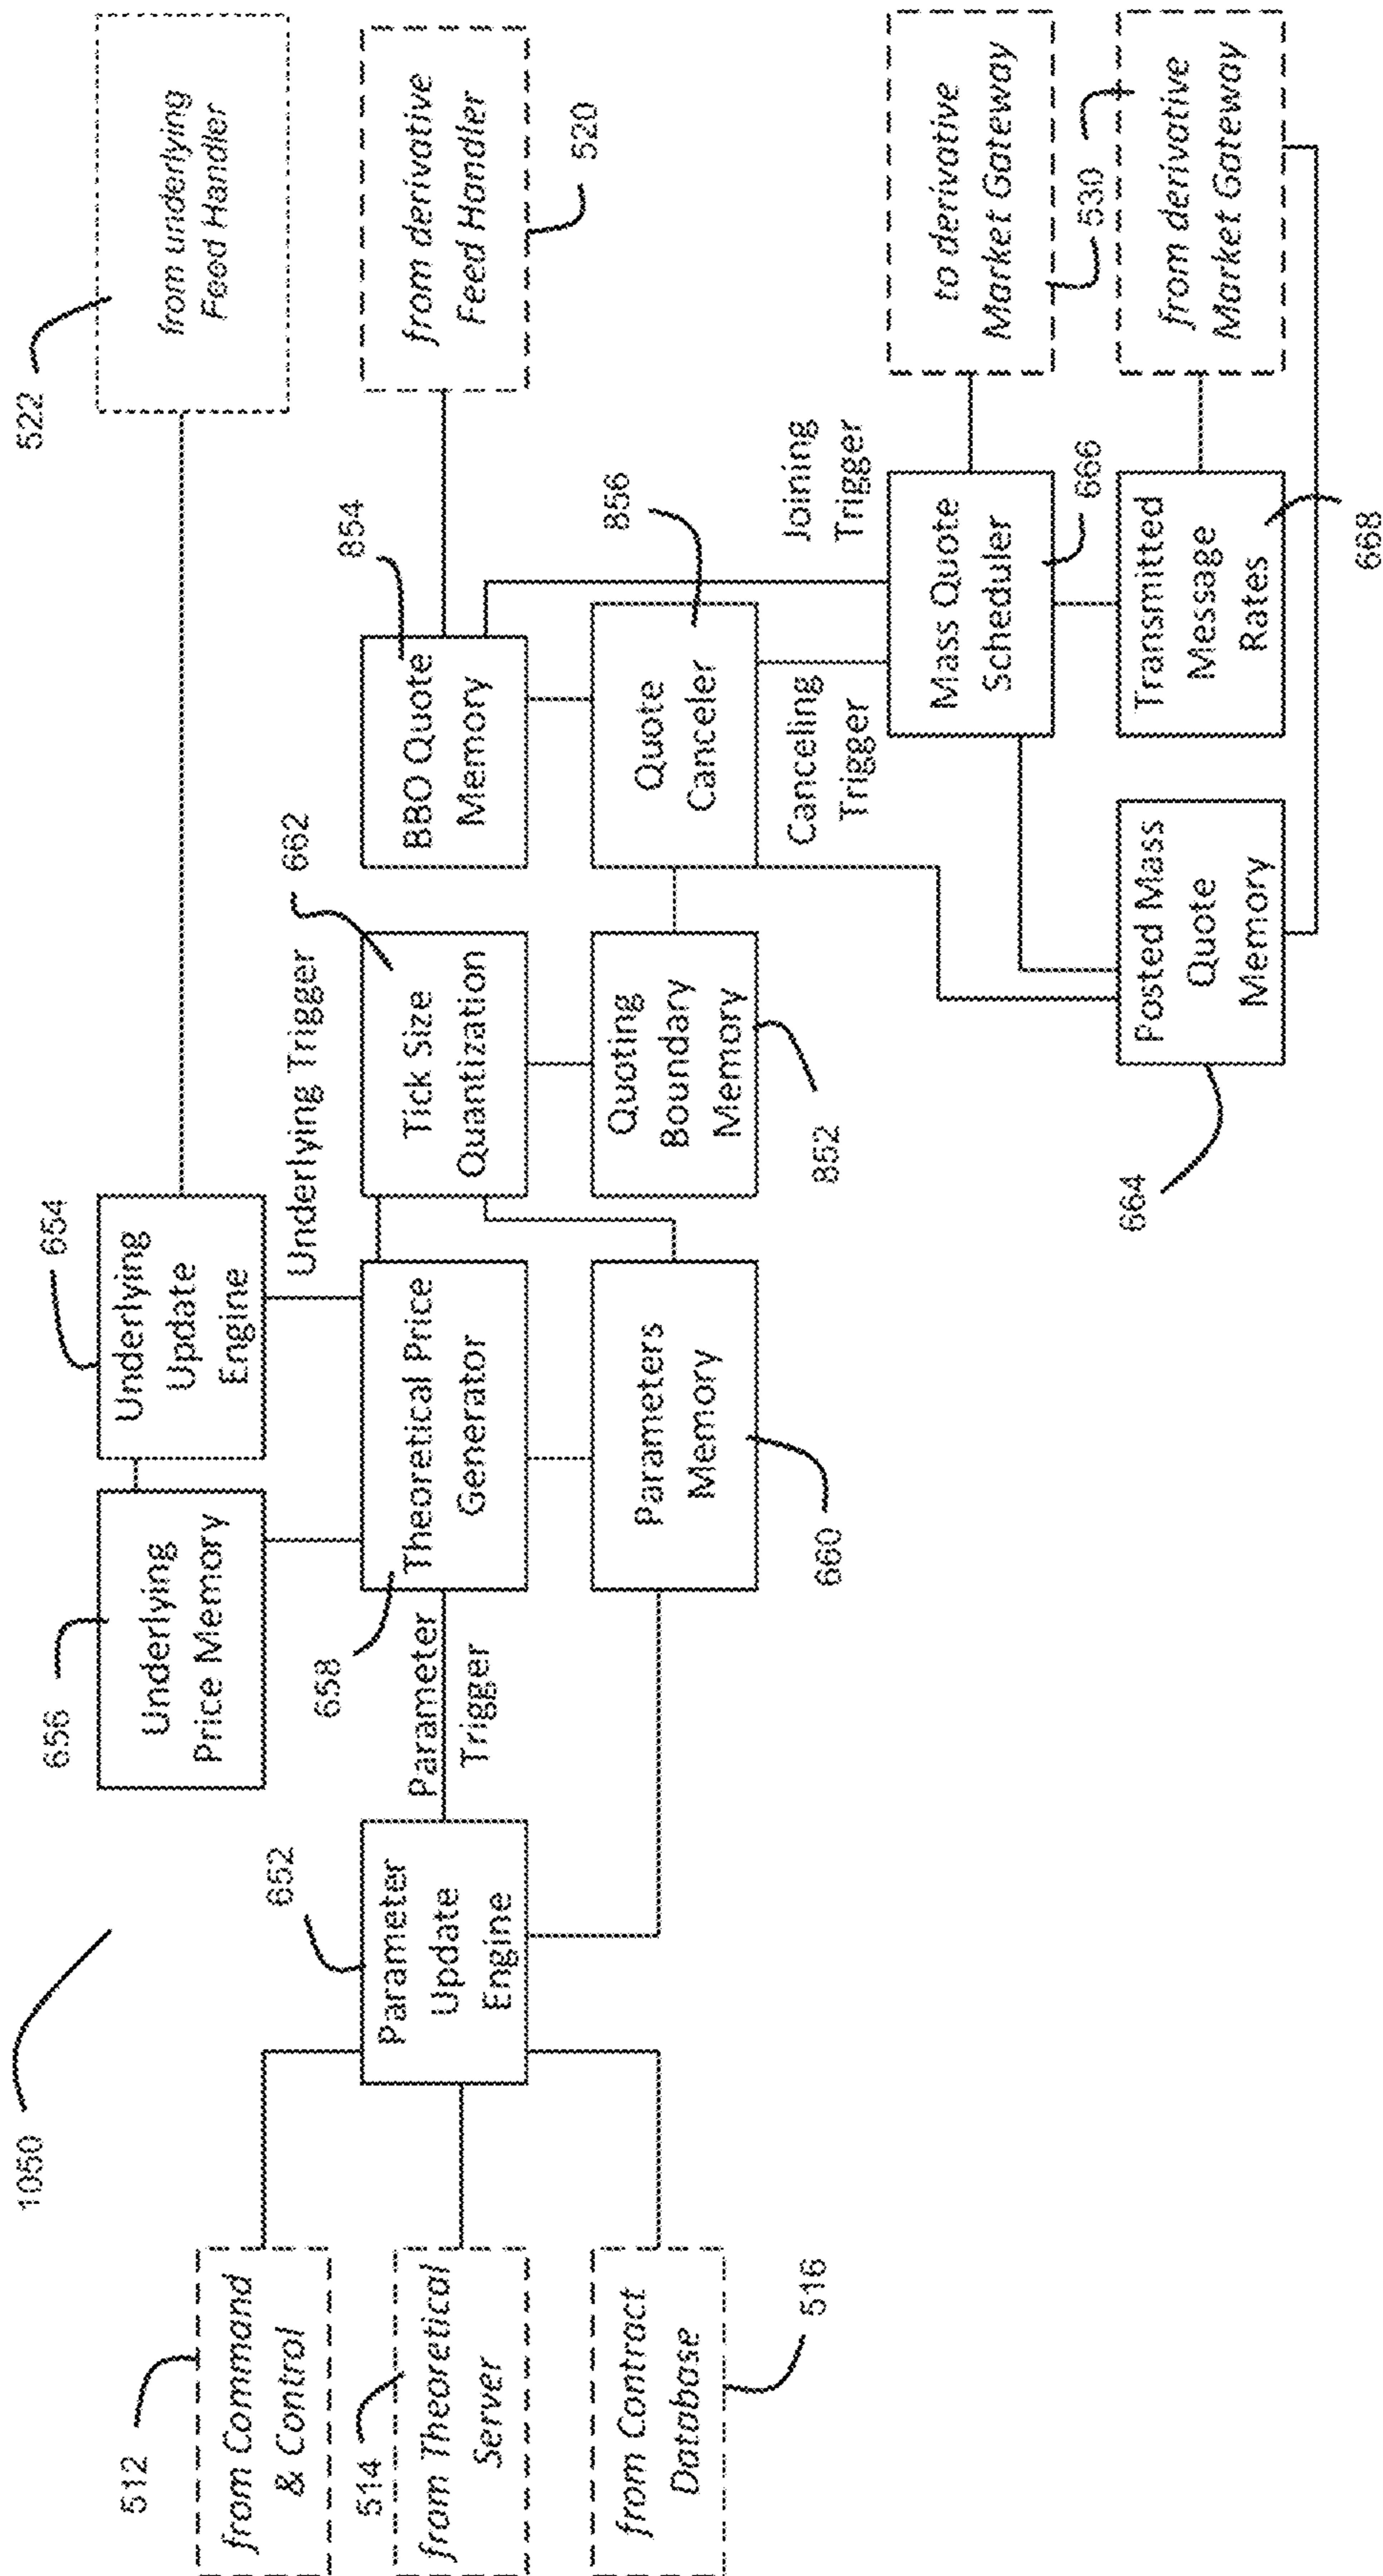 1050
512
from Command
& Control
514
from Theoretical
Server
from Contract
Database
516
652
Parameter
Update
Engine
Parameter
Trigger
656
Underlying
Price Memory
654
Underlying
Update
Engine
Underlying Trigger
658
Theoretical Price
Generator
Parameters
Memory
660
662
Tick Size
Quantization
Quoting
Boundary
Memory
852
854
BBO Quote
Memory
856
Quote
Canceler
Canceling
Trigger
Joining
Trigger
522
from underlying
Feed Handler
from derivative
Feed Handler
520
Mass Quote
Scheduler
666
to derivative
Market Gateway
530
from derivative
Market Gateway
Transmitted
Message
Rates
668
Posted Mass
Quote
Memory
664